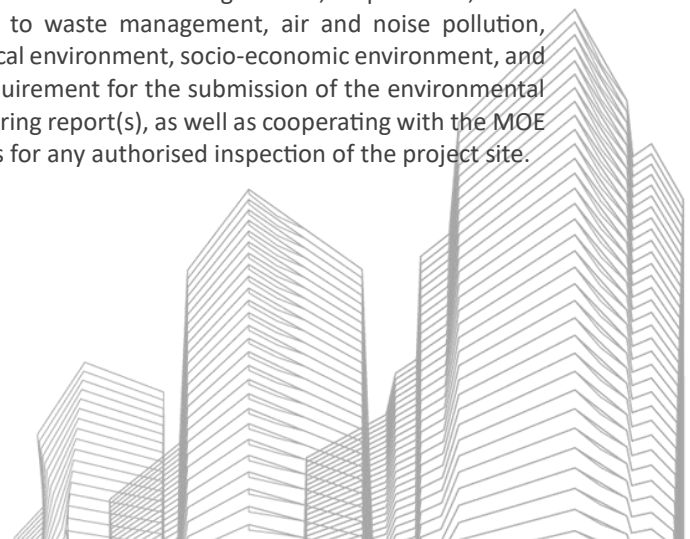 to waste management, air and noise pollution,
cal environment, socio-economic environment, and
quirement for the submission of the environmental
ring report(s), as well as cooperating with the MOE
s for any authorised inspection of the project site.